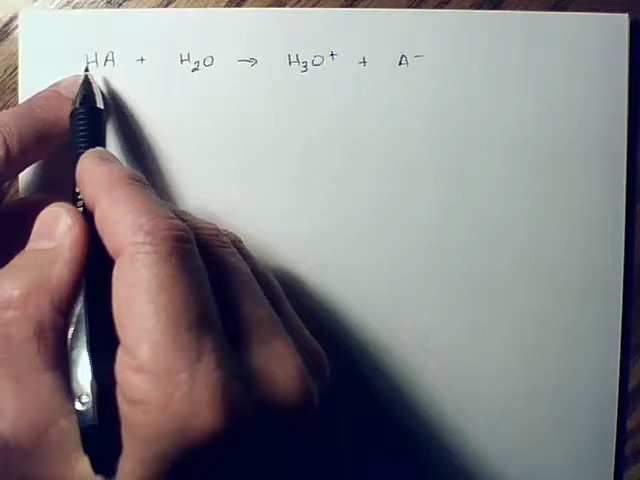 HA + H₂O → H₃O⁺ + A⁻